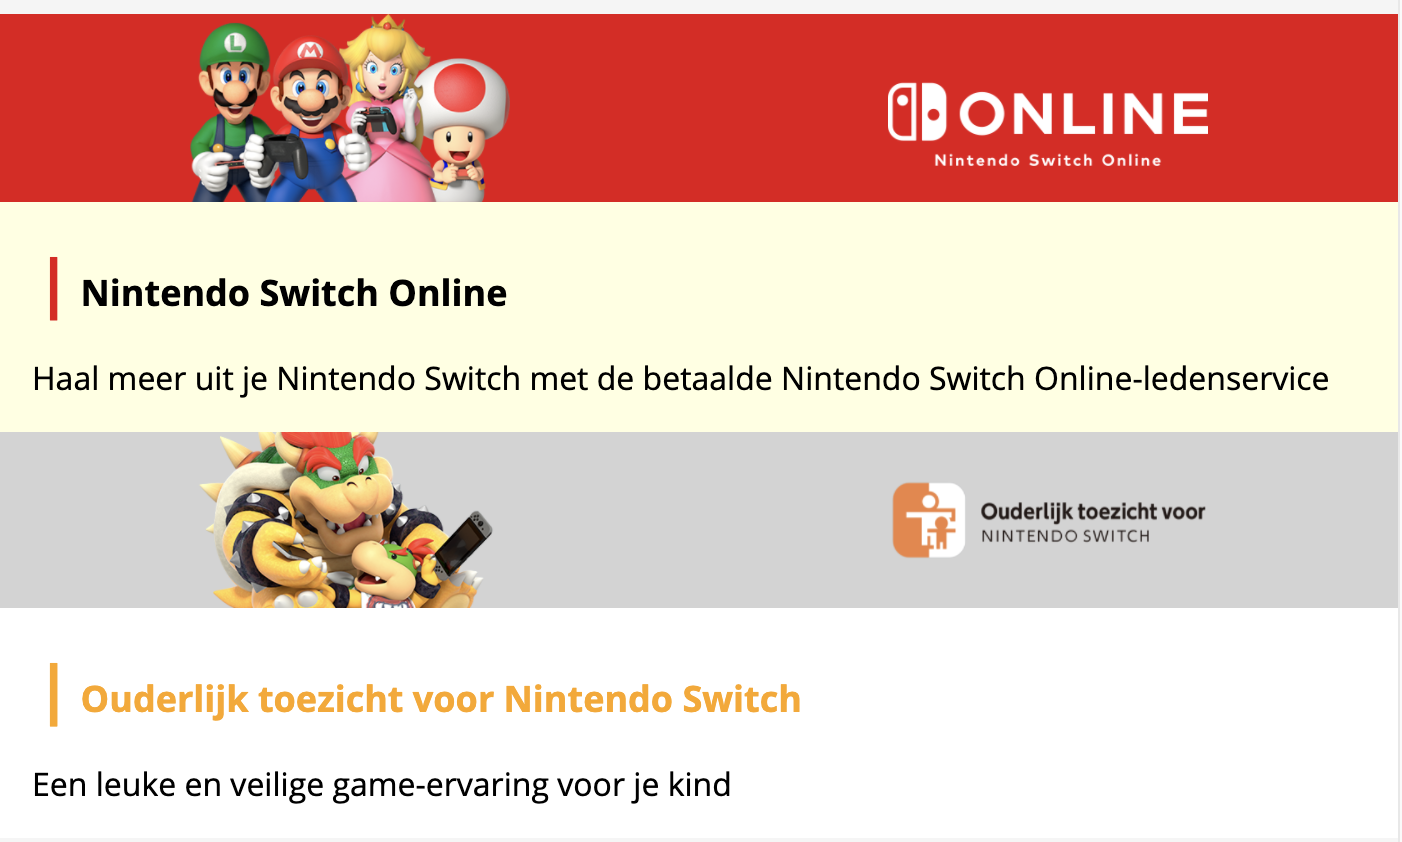 L M
ONLINE
Nintendo Switch Online
Nintendo Switch Online
Haal meer uit je Nintendo Switch met de betaalde Nintendo Switch Online-ledenservice
Ouderlijk toezicht voor
NINTENDO SWITCH
Ouderlijk toezicht voor Nintendo Switch
Een leuke en veilige game-ervaring voor je kind